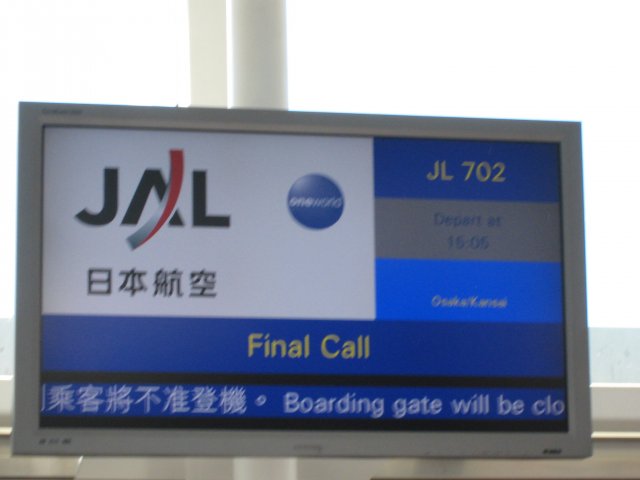 JAL
日本航空
oneworld
JL 702
Depart at
15:05
Osaka/Kansai
Final Call
乘客將不准登機。 Boarding gate will be clo